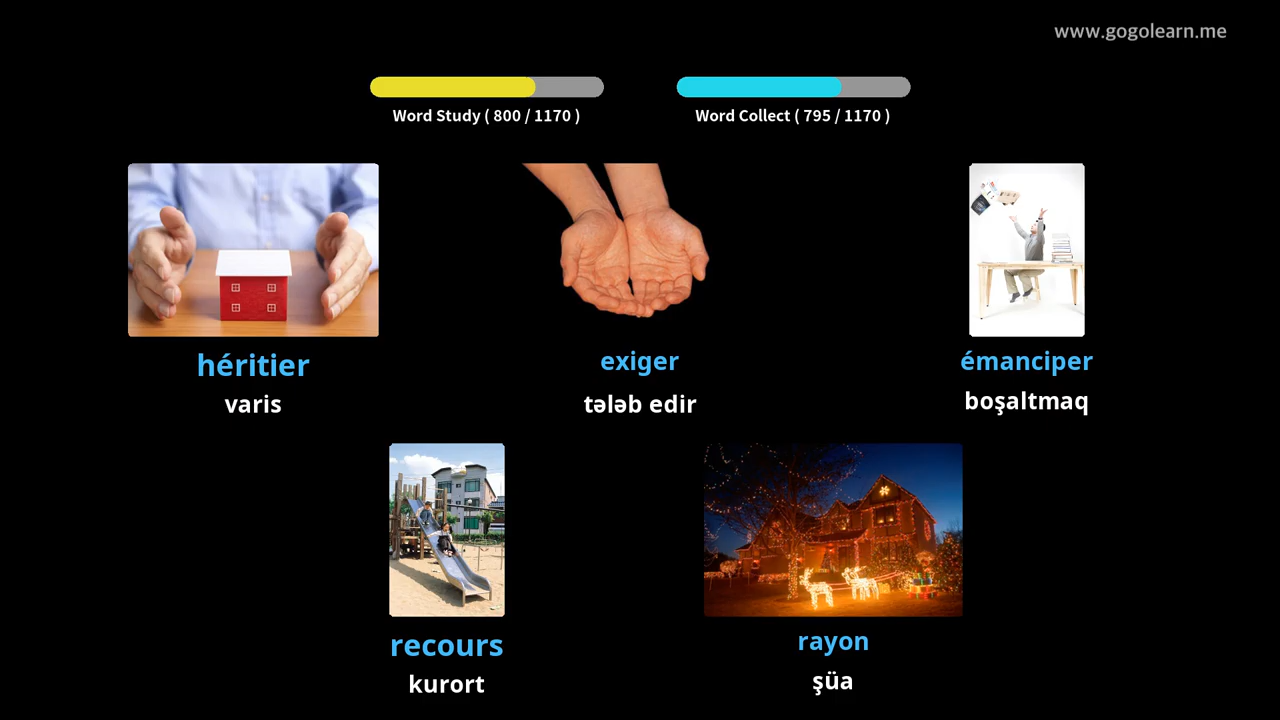 www.gogolearn.me
Word Study ( 800 / 1170 )
Word Collect ( 795 / 1170 )
héritier
varis
exiger
tələb edir
émanciper
boşaltmaq
recours
kurort
rayon
şüa